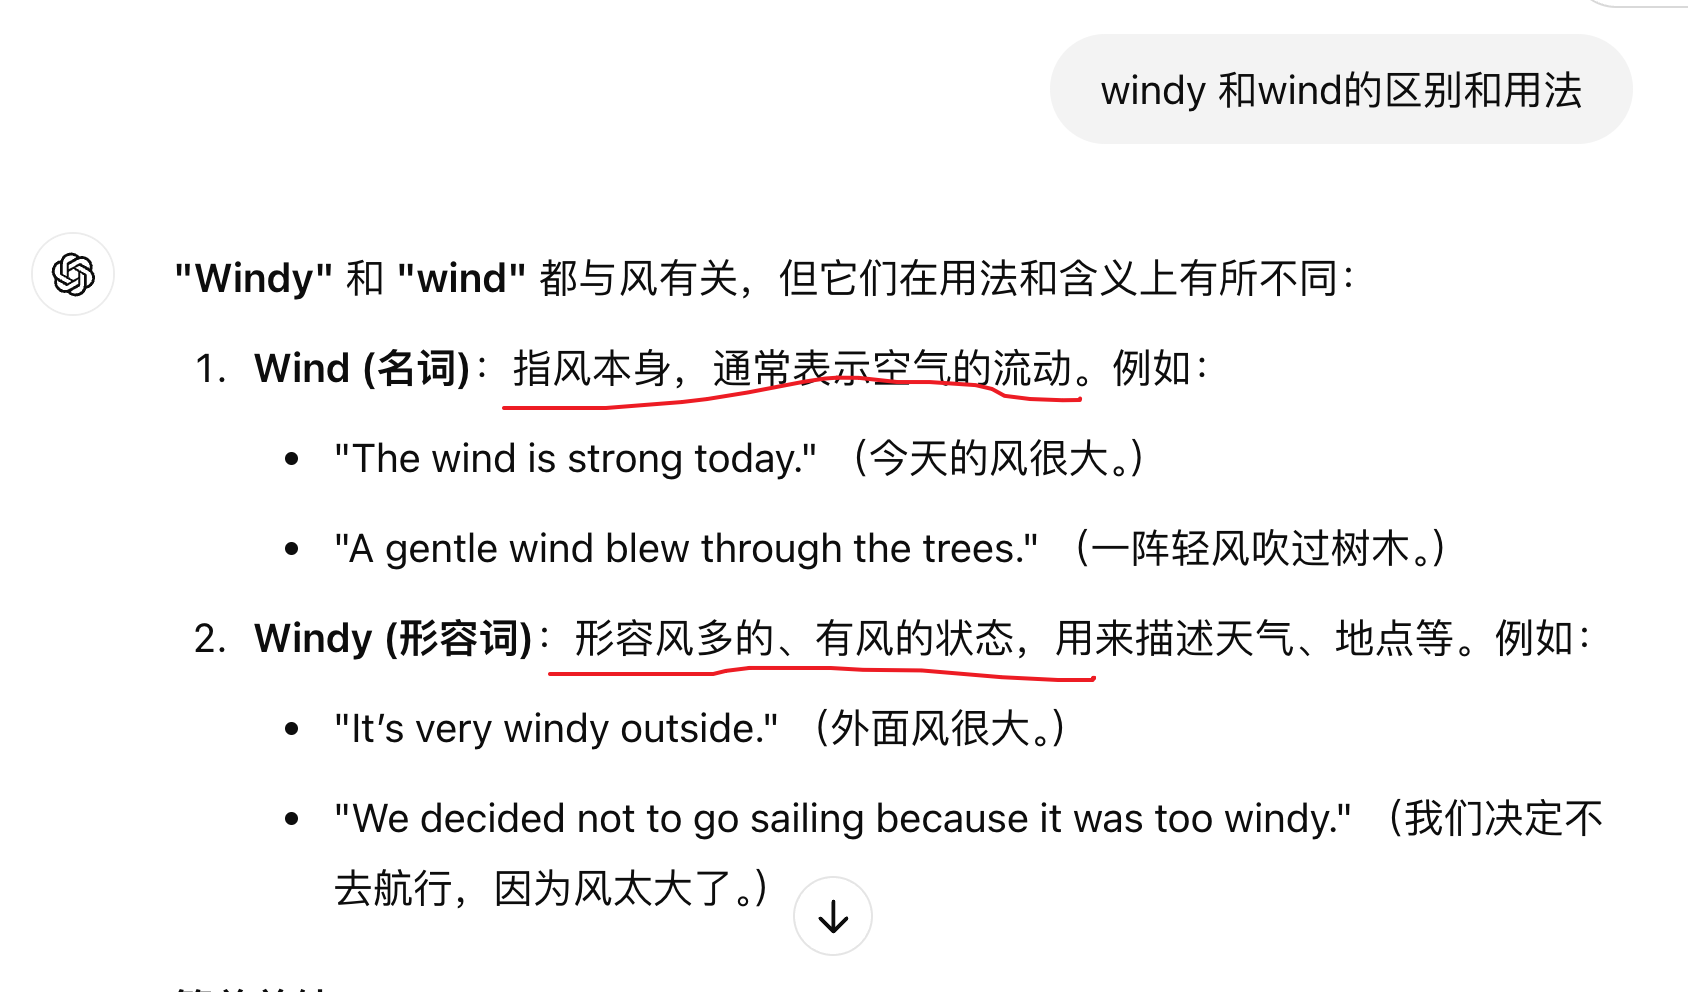 windy 和wind的区别和用法
"Windy" 和 "wind" 都与风有关，但它们在用法和含义上有所不同：
1. Wind (名词)：指风本身，通常表示空气的流动。例如：
• "The wind is strong today." （今天的风很大。）
• "A gentle wind blew through the trees." （一阵轻风吹过树木。）
2. Windy (形容词)：形容风多的、有风的状态，用来描述天气、地点等。例如：
• "It’s very windy outside." （外面风很大。）
• "We decided not to go sailing because it was too windy." （我们决定不
去航行，因为风太大了。）